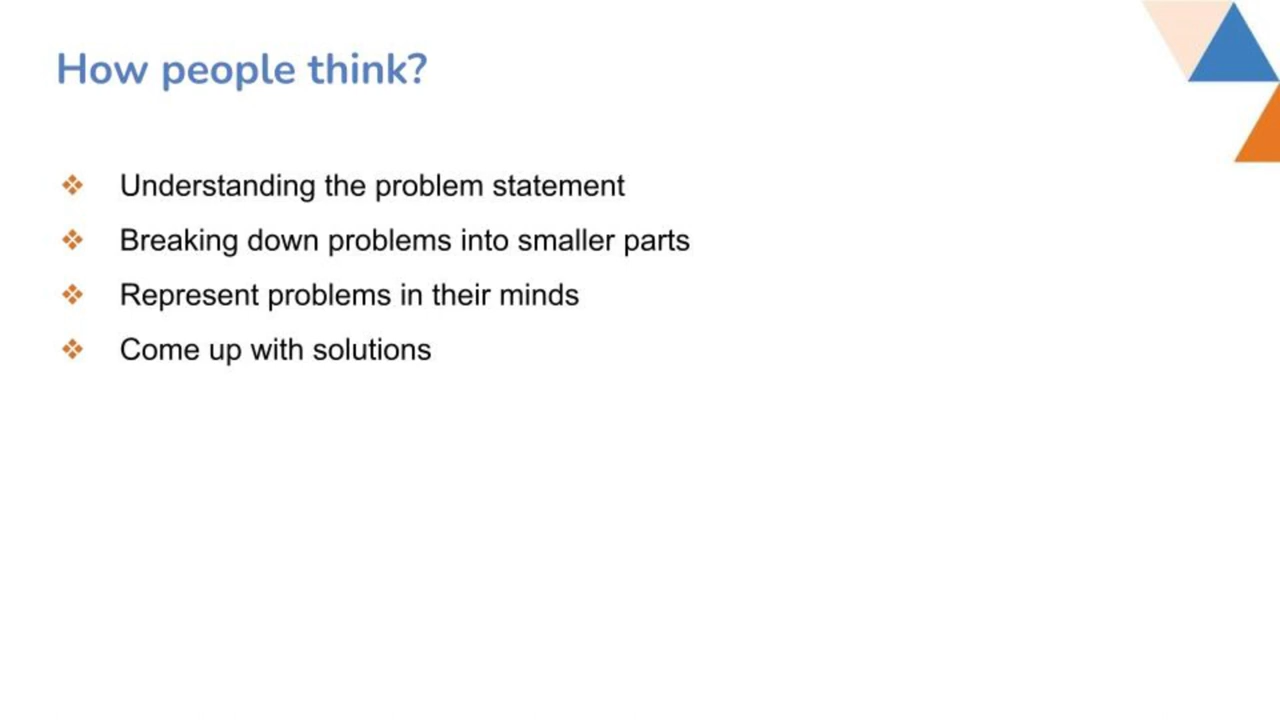 How people think?
❖ Understanding the problem statement
❖ Breaking down problems into smaller parts
❖ Represent problems in their minds
❖ Come up with solutions